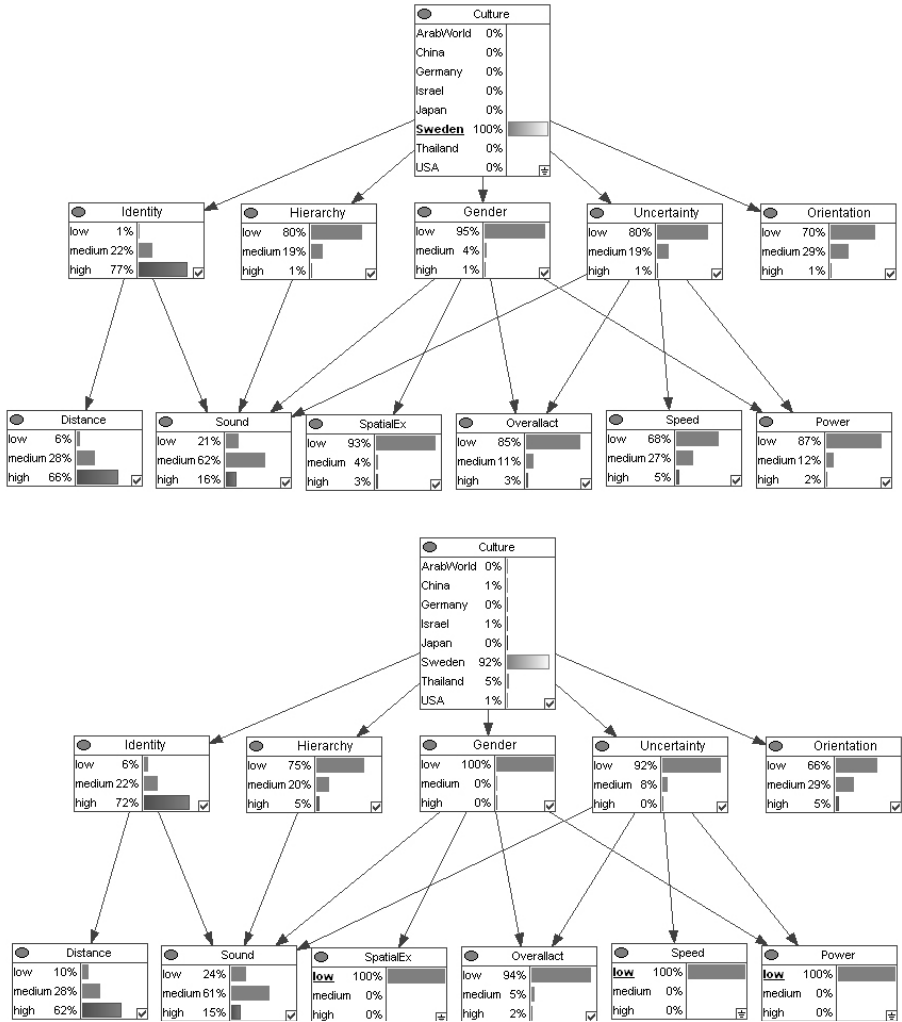 Culture
ArabWorld 0%
China 0%
Germany 0%
Israel 0%
Japan 0%
Sweden 100%
Thailand 0%
USA 0%
Identity
low 1%
medium 22%
high 77%
Hierarchy
low 80%
medium 19%
high 1%
Gender
low 95%
medium 4%
high 1%
Uncertainty
low 80%
medium 19%
high 1%
Orientation
low 70%
medium 29%
high 1%
Distance
low 6%
medium 28%
high 66%
Sound
low 21%
medium 62%
high 16%
SpatialEx
low 93%
medium 4%
high 3%
Overallact
low 85%
medium 11%
high 3%
Speed
low 68%
medium 27%
high 5%
Power
low 87%
medium 12%
high 2%
Culture
ArabWorld 0%
China 1%
Germany 0%
Israel 1%
Japan 0%
Sweden 92%
Thailand 5%
USA 1%
Identity
low 6%
medium 22%
high 72%
Hierarchy
low 75%
medium 20%
high 5%
Gender
low 100%
medium 0%
high 0%
Uncertainty
low 92%
medium 8%
high 0%
Orientation
low 66%
medium 29%
high 5%
Distance
low 10%
medium 28%
high 62%
Sound
low 24%
medium 61%
high 15%
SpatialEx
low 100%
medium 0%
high 0%
Overallact
low 94%
medium 5%
high 2%
Speed
low 100%
medium 0%
high 0%
Power
low 100%
medium 0%
high 0%